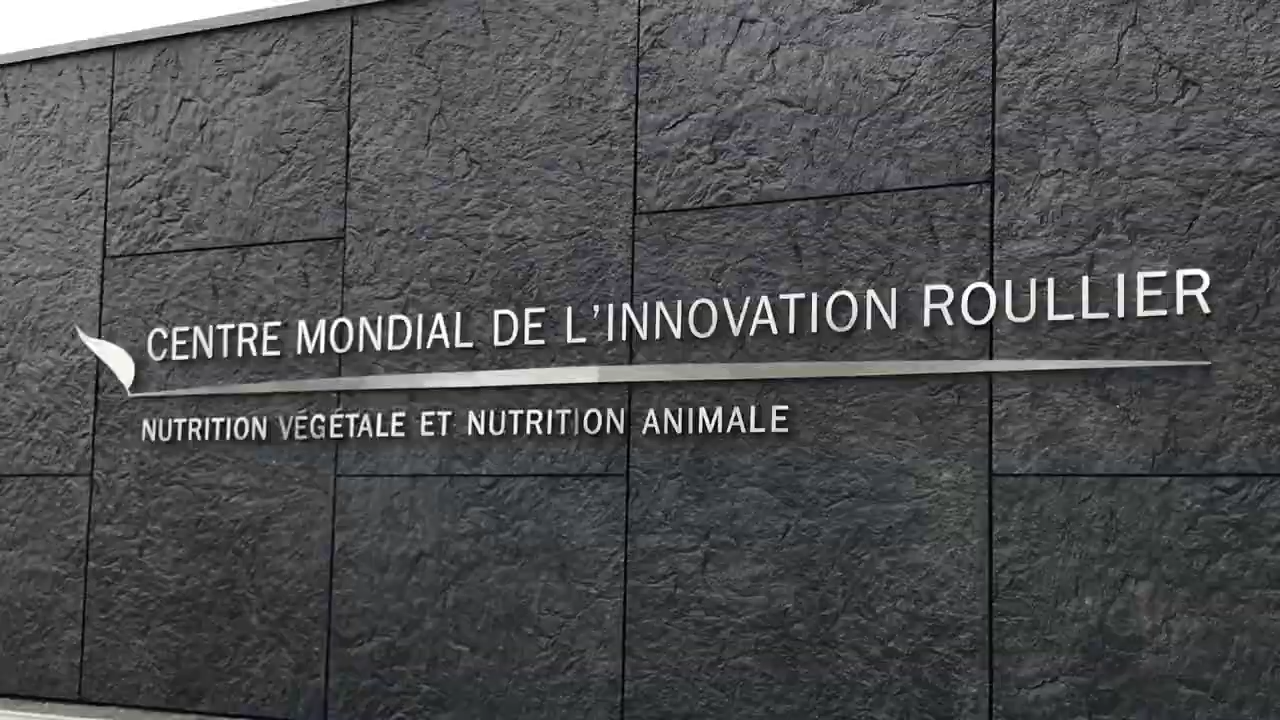 CENTRE MONDIAL DE L'INNOVATION ROULLIER
NUTRITION VÉGÉTALE ET NUTRITION ANIMALE